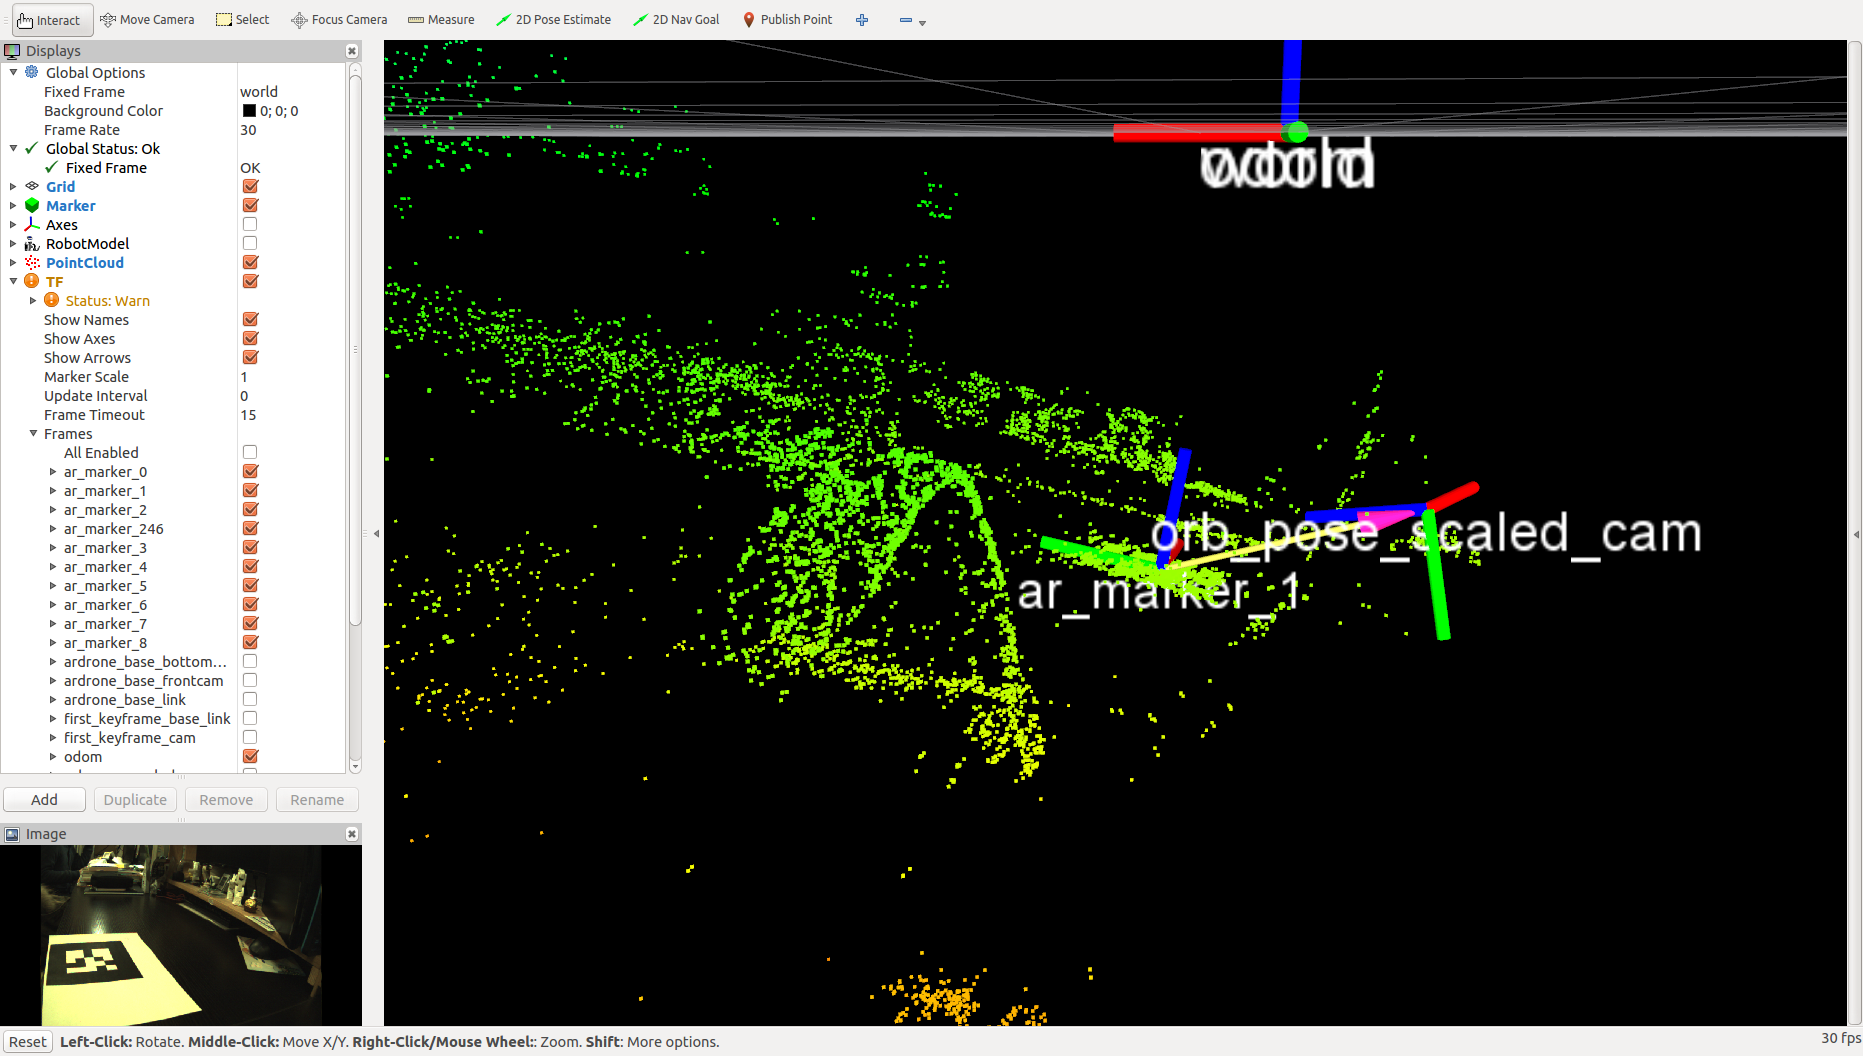 Interact Move Camera Select Focus Camera Measure 2D Pose Estimate 2D Nav Goal Publish Point
Displays
Global Options
Fixed Frame world
Background Color 0; 0; 0
Frame Rate 30
Global Status: Ok
Fixed Frame OK
Grid
Marker
Axes
RobotModel
PointCloud
TF
Status: Warn
Show Names
Show Axes
Show Arrows
Marker Scale 1
Update Interval 0
Frame Timeout 15
Frames
All Enabled
ar_marker_0
ar_marker_1
ar_marker_2
ar_marker_246
ar_marker_3
ar_marker_4
ar_marker_5
ar_marker_6
ar_marker_7
ar_marker_8
ardrone_base_bottom...
ardrone_base_frontcam
ardrone_base_link
first_keyframe_base_link
first_keyframe_cam
odom
Add Duplicate Remove Rename
Image
world
orb_pose_scaled_cam
ar_marker_1
Reset Left-Click: Rotate. Middle-Click: Move X/Y. Right-Click/Mouse Wheel:: Zoom. Shift: More options. 30 fps